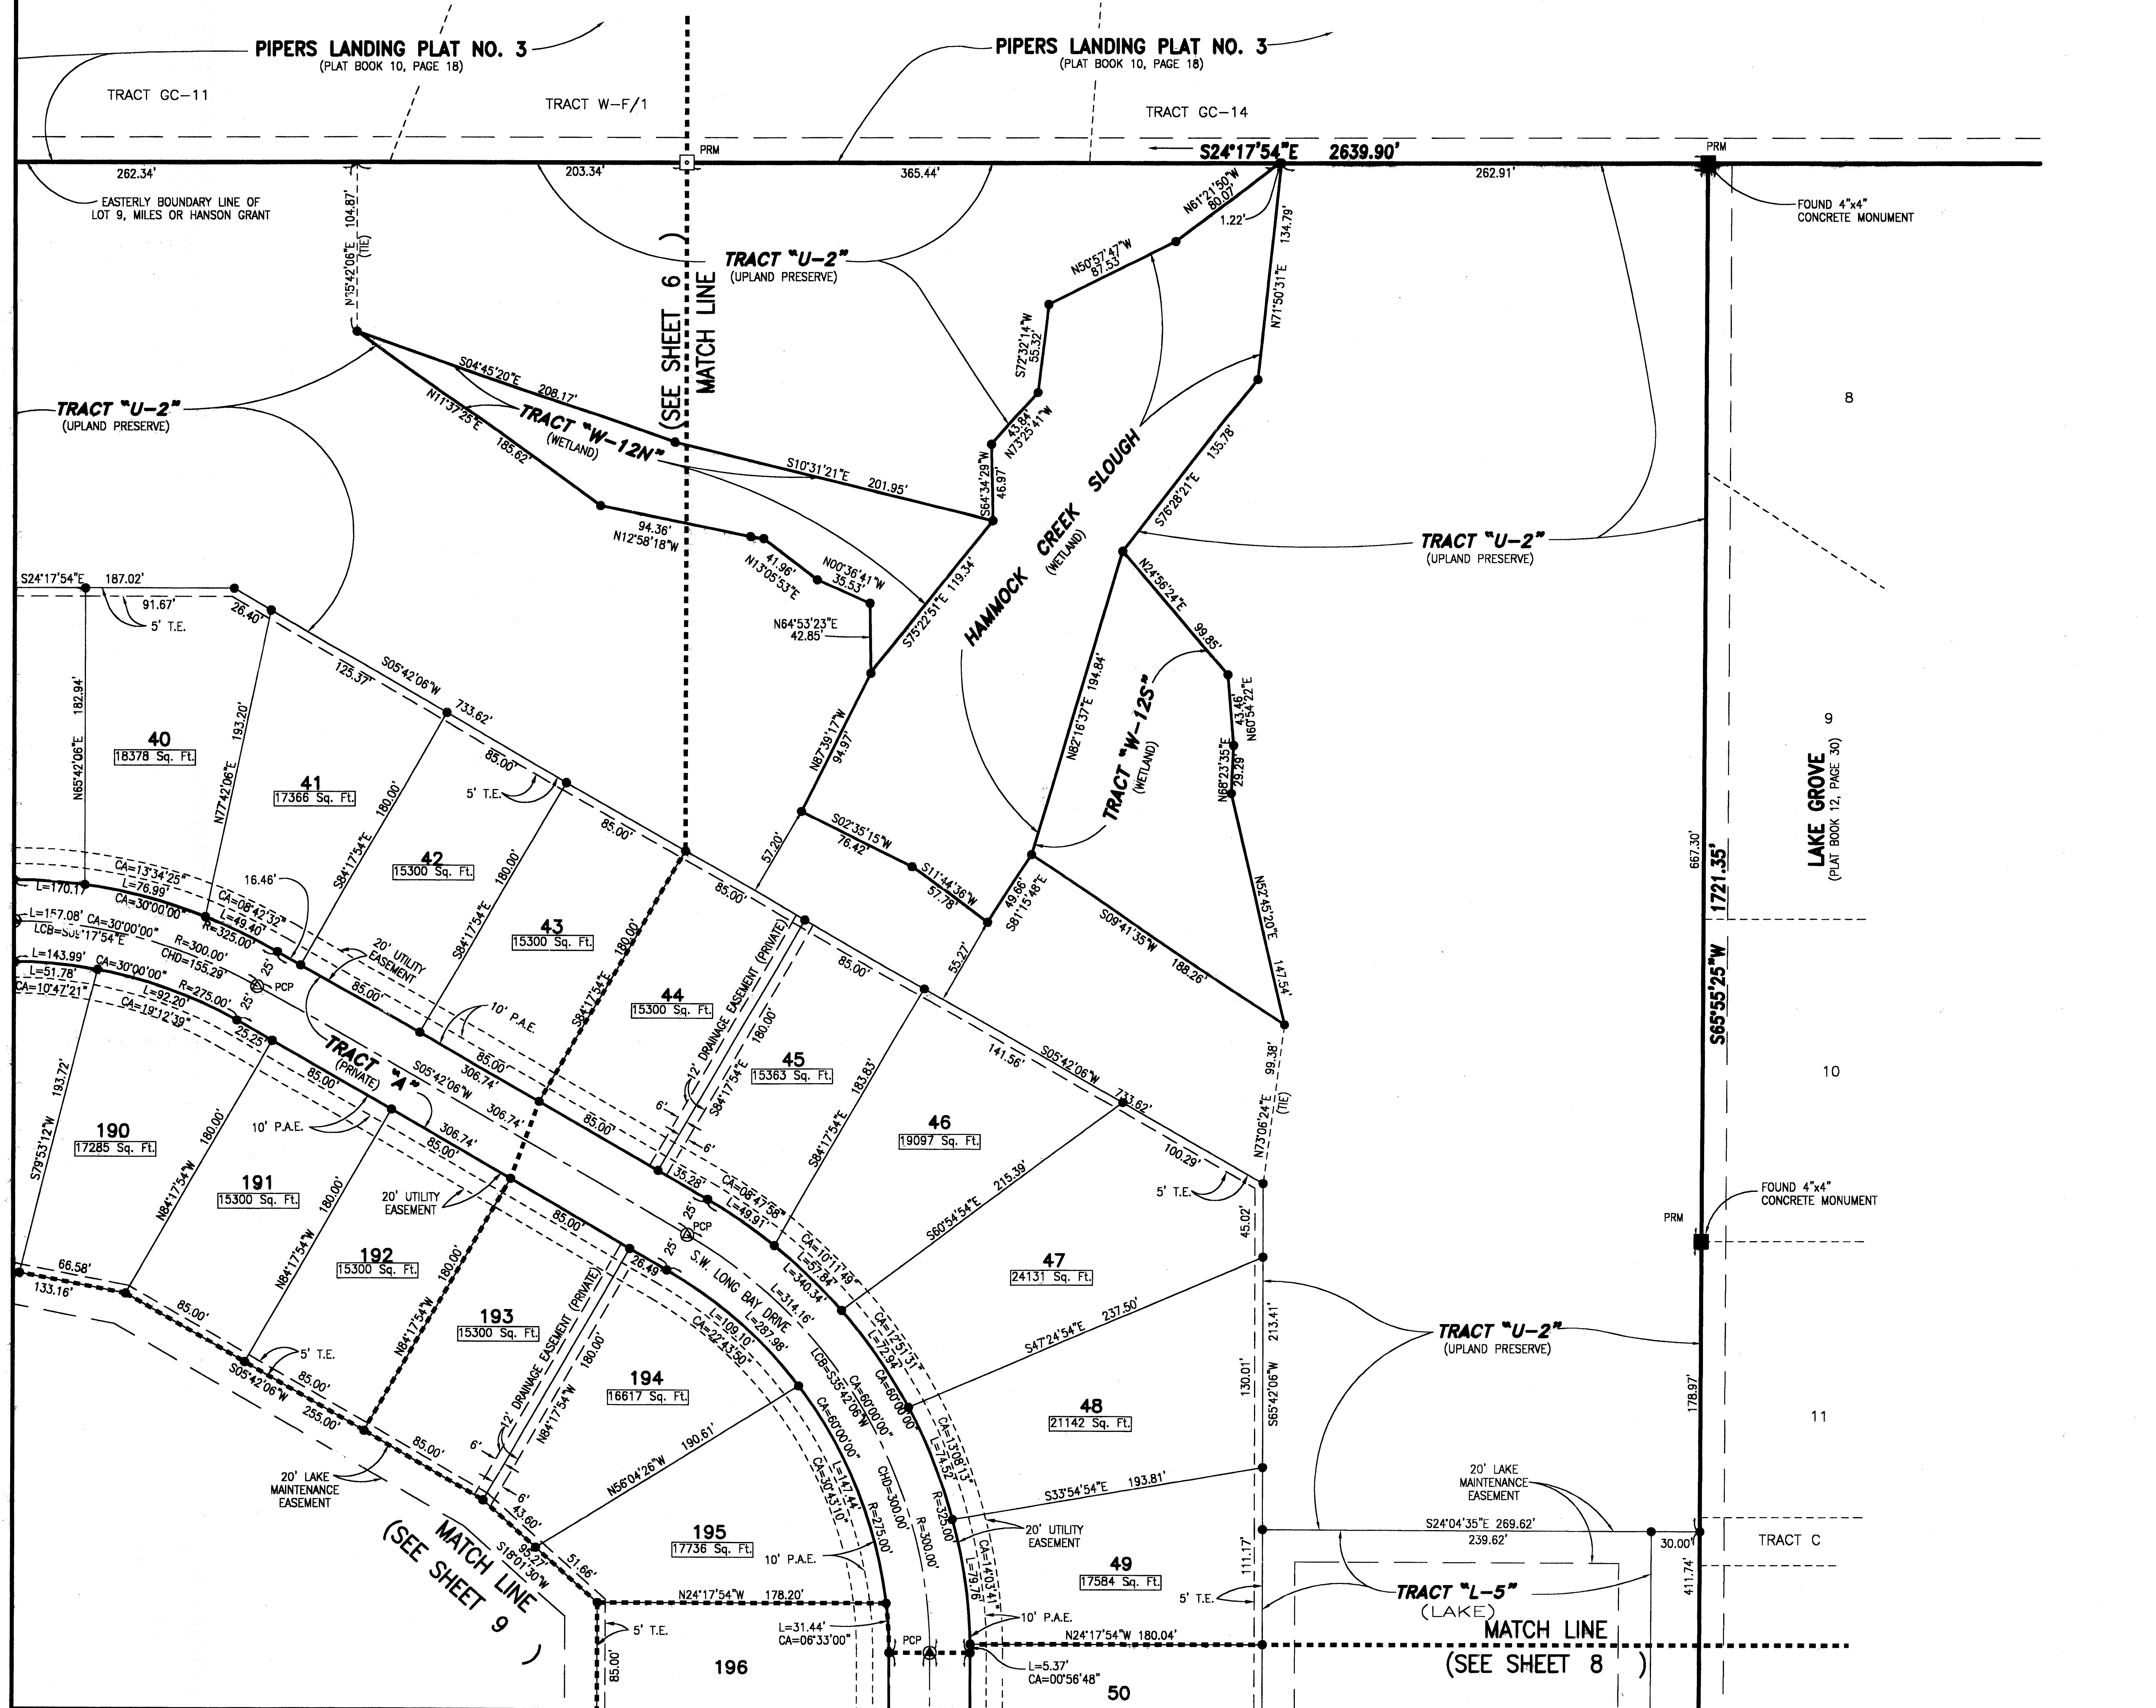 PIPERS LANDING PLAT NO. 3
(PLAT BOOK 10, PAGE 18)
PIPERS LANDING PLAT NO. 3
(PLAT BOOK 10, PAGE 18)
TRACT GC-11
TRACT W-F/1
TRACT GC-14
PRM
S24°17'54"E 2639.90'
PRM
262.34'
203.34'
365.44'
262.91'
EASTERLY BOUNDARY LINE OF
LOT 9, MILES OR HANSON GRANT
104.87'
(TIE)
(SEE SHEET 6 )
MATCH LINE
TRACT "U-2"
(UPLAND PRESERVE)
N61°21'50"W
80.07'
1.22'
134.79'
N71°50'31"E
N50°57'47"W
87.53'
S72°32'14"W
55.32'
43.84'
N73°25'41"W
S64°34'29"W
46.97'
FOUND 4"x4"
CONCRETE MONUMENT
8
S04°45'20"E 208.17'
N11°37'25"E
185.62'
TRACT "W-12N"
(WETLAND)
S10°31'21"E 201.95'
TRACT "U-2"
(UPLAND PRESERVE)
HAMMOCK CREEK SLOUGH
(WETLAND)
S76°28'21"E 135.78'
TRACT "U-2"
(UPLAND PRESERVE)
94.36'
N12°58'18"W
41.96'
N13°05'53"E
N00°36'41"W
35.53'
N64°53'23"E
42.85'
S75°22'51"E 119.34'
N24°56'24"E
99.85'
43.46'
N60°54'22"E
N68°23'35"E
29.29'
N52°45'20"E
147.54'
N82°16'37"E 194.84'
TRACT "W-12S"
(WETLAND)
S24°17'54"E 187.02'
91.67'
5' T.E.
26.40'
125.37'
S05°42'06"W
733.62'
N87°39'17"W
94.97'
57.20'
S02°35'15"W
76.42'
S11°44'36"W
57.78'
49.66'
S81°15'48"E
S09°41'35"W
188.26'
55.27'
99.38'
N73°06'24"E
(TIE)
9
LAKE GROVE
(PLAT BOOK 12, PAGE 30)
667.30'
S65°55'25"W 1721.35'
10
N65°42'06"E 182.94'
40
18378 Sq. Ft.
N77°42'06"E 193.20'
41
17366 Sq. Ft.
S84°17'54"E 180.00'
42
15300 Sq. Ft.
85.00'
5' T.E.
S84°17'54"E 180.00'
43
15300 Sq. Ft.
85.00'
S84°17'54"E 180.00'
44
15300 Sq. Ft.
85.00'
12' DRAINAGE EASEMENT (PRIVATE)
S84°17'54"E 180.00'
45
15363 Sq. Ft.
85.00'
S84°17'54"E 183.83'
46
19097 Sq. Ft.
141.56'
S05°42'06"W
733.62'
100.29'
5' T.E.
S60°54'54"E 215.39'
47
24131 Sq. Ft.
45.02'
S47°24'54"E 237.50'
48
21142 Sq. Ft.
130.01'
S65°42'06"W 213.41'
S33°54'54"E 193.81'
49
17584 Sq. Ft.
111.17'
5' T.E.
N24°17'54"W 180.04'
50
L=170.17'
CA=13°34'25"
L=76.99'
CA=30°00'00"
CA=08°42'32"
L=49.40'
R=325.00'
16.46'
L=157.08' CA=30°00'00"
LCB=S09°17'54"E
R=300.00'
CHD=155.29'
25'
25'
PCP
L=143.99'
CA=30°00'00"
L=51.78'
R=275.00'
CA=10°47'21"
L=92.20'
CA=19°12'39"
25.25'
20' UTILITY
EASEMENT
85.00'
10' P.A.E.
85.00'
306.74'
85.00'
6'
6'
35.28'
TRACT "A"
(PRIVATE)
S05°42'06"W
306.74'
10' P.A.E.
85.00'
306.74'
85.00'
85.00'
20' UTILITY
EASEMENT
S79°53'12"W 193.72'
190
17285 Sq. Ft.
N84°17'54"W 180.00'
191
15300 Sq. Ft.
N84°17'54"W 180.00'
192
15300 Sq. Ft.
N84°17'54"W 180.00'
193
15300 Sq. Ft.
12' DRAINAGE EASEMENT (PRIVATE)
N84°17'54"W 180.00'
26.49'
194
16617 Sq. Ft.
N56°04'26"W 190.61'
195
17736 Sq. Ft.
10' P.A.E.
N24°17'54"W 178.20'
196
25'
PCP
25'
S.W. LONG BAY DRIVE
CA=08°47'58"
L=49.91'
CA=10°11'49"
L=57.84'
L=340.34'
L=314.16'
L=109.10'
L=287.98'
CA=22°43'50"
CA=12°51'31"
L=72.94'
CA=60°00'00"
CA=60°00'00"
LCB=S35°42'06"W
CHD=300.00'
R=300.00'
CA=60°00'00"
L=147.44'
CA=30°43'10"
R=275.00'
CA=13°08'13"
L=74.52'
R=325.00'
20' UTILITY
EASEMENT
CA=14°03'41"
L=79.76'
10' P.A.E.
L=31.44'
CA=06°33'00"
PCP
L=5.37'
CA=00°56'48"
66.58'
133.16'
85.00'
5' T.E.
S05°42'06"W
255.00'
85.00'
85.00'
20' LAKE
MAINTENANCE
EASEMENT
6'
6'
43.60'
95.27'
S18°01'30"W
51.66'
5' T.E.
85.00'
MATCH LINE
(SEE SHEET 9 )
FOUND 4"x4"
CONCRETE MONUMENT
PRM
TRACT "U-2"
(UPLAND PRESERVE)
178.97'
11
20' LAKE
MAINTENANCE
EASEMENT
S24°04'35"E 269.62'
239.62'
30.00'
TRACT C
411.74'
TRACT "L-5"
(LAKE)
MATCH LINE
(SEE SHEET 8 )